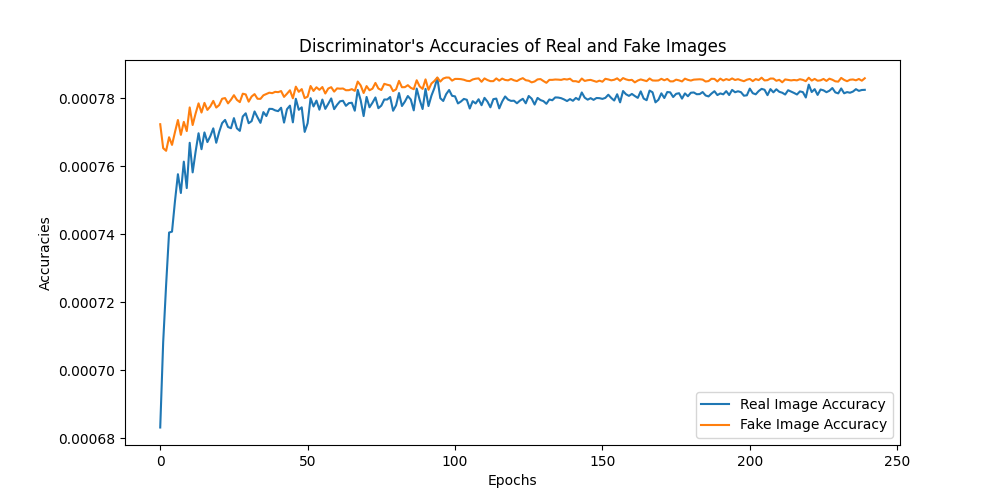 Discriminator's Accuracies of Real and Fake Images
Accuracies
0.00078
0.00076
0.00074
0.00072
0.00070
0.00068
Real Image Accuracy
Fake Image Accuracy
0
50
100
150
200
250
Epochs